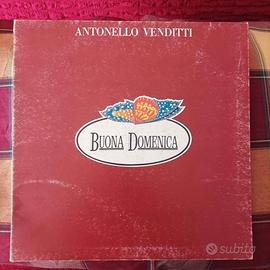 ANTONELLO VENDITTI
BUONA DOMENICA
subito